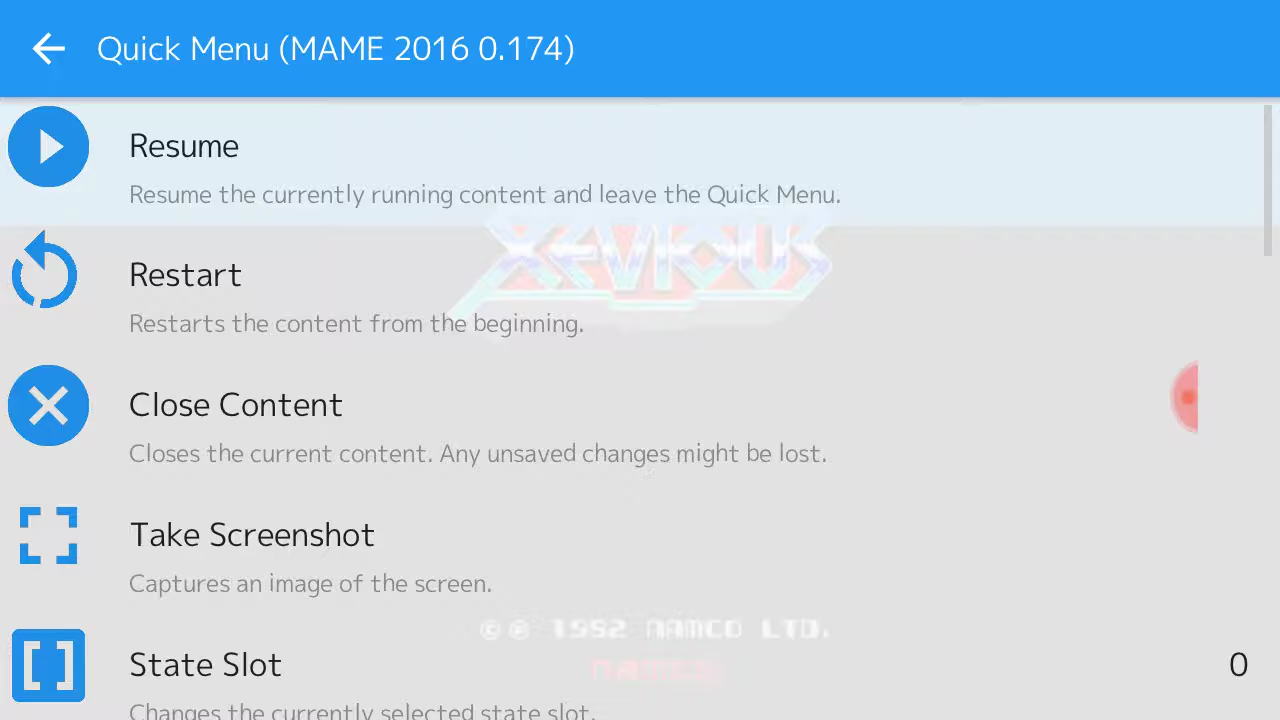 Quick Menu (MAME 2016 0.174)
Resume
Resume the currently running content and leave the Quick Menu.
XEVIOUS
Restart
Restarts the content from the beginning.
Close Content
Closes the current content. Any unsaved changes might be lost.
Take Screenshot
Captures an image of the screen.
© ℗ 1982 NAMCO LTD.
State Slot
0
namco
Changes the currently selected state slot.